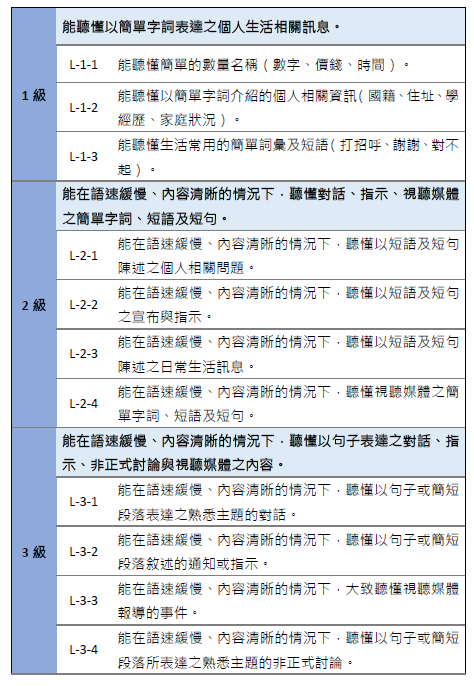 能聽懂以簡單字詞表達之個人生活相關訊息。
1 級
L-1-1 能聽懂簡單的數量名稱（數字、價錢、時間）。
L-1-2 能聽懂以簡單字詞介紹的個人相關資訊（國籍、住址、學
經歷、家庭狀況）。
L-1-3 能聽懂生活常用的簡單詞彙及短語（打招呼、謝謝、對不
起）。
能在語速緩慢、內容清晰的情況下，聽懂對話、指示、視聽媒體
之簡單字詞、短語及短句。
2 級
L-2-1 能在語速緩慢、內容清晰的情況下，聽懂以短語及短句
陳述之個人相關問題。
L-2-2 能在語速緩慢、內容清晰的情況下，聽懂以短語及短句
之宣布與指示。
L-2-3 能在語速緩慢、內容清晰的情況下，聽懂以短語及短句
陳述之日常生活訊息。
L-2-4 能在語速緩慢、內容清晰的情況下，聽懂視聽媒體之簡
單字詞、短語及短句。
能在語速緩慢、內容清晰的情況下，聽懂以句子表達之對話、指
示、非正式討論與視聽媒體之內容。
3 級
L-3-1 能在語速緩慢、內容清晰的情況下，聽懂以句子或簡短
段落表達之熟悉主題的對話。
L-3-2 能在語速緩慢、內容清晰的情況下，聽懂以句子或簡短
段落敘述的通知或指示。
L-3-3 能在語速緩慢、內容清晰的情況下，大致聽懂視聽媒體
報導的事件。
L-3-4 能在語速緩慢、內容清晰的情況下，聽懂以句子或簡短
段落所表達之熟悉主題的非正式討論。